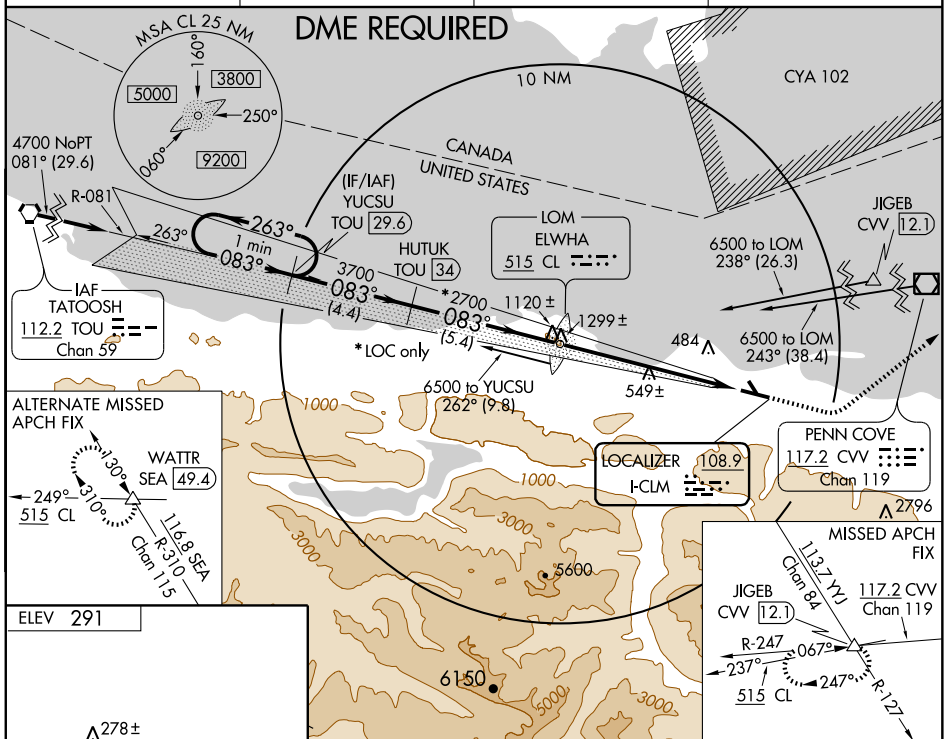 DME REQUIRED
MSA CL 25 NM
160°
3800
5000
250°
060°
9200
10 NM
CYA 102
CANADA
UNITED STATES
4700 NoPT
081° (29.6)
R-081
263°
263°
1 min
083°
(IF/IAF)
YUCSU
TOU 29.6
HUTUK
TOU 34
3700
083°
(4.4)
*2700
083°
(5.4)
*LOC only
LOM
ELWHA
515 CL
1120 ±
1299 ±
JIGEB
CVV 12.1
6500 to LOM
238° (26.3)
6500 to LOM
243° (38.4)
IAF
TATOOSH
112.2 TOU
Chan 59
484
549±
6500 to YUCSU
262° (9.8)
LOCALIZER 108.9
I-CLM
PENN COVE
117.2 CVV
Chan 119
2796
1000
1000
3000
3000
5600
6150
5000
3000
ALTERNATE MISSED
APCH FIX
WATTR
SEA 49.4
130°
310°
249°
515 CL
116.8 SEA
R-310
Chan 115
MISSED APCH
FIX
113.7 YYJ
Chan 84
117.2 CVV
Chan 119
JIGEB
CVV 12.1
R-247
067°
237°
247°
515 CL
R-127
ELEV 291
278±